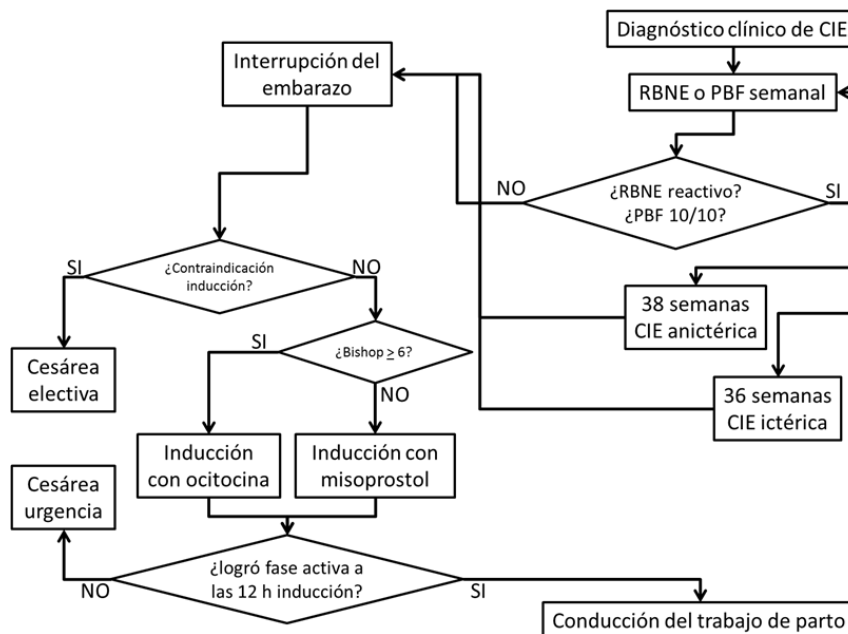 Diagnóstico clínico de CIE
Interrupción del
embarazo
RBNE o PBF semanal
NO
¿RBNE reactivo?
¿PBF 10/10?
SI
SI
¿Contraindicación
inducción?
NO
38 semanas
CIE anictérica
Cesárea
electiva
SI
¿Bishop ≥ 6?
NO
36 semanas
CIE ictérica
Inducción
con ocitocina
Inducción con
misoprostol
Cesárea
urgencia
NO
¿logró fase activa a
las 12 h inducción?
SI
Conducción del trabajo de parto